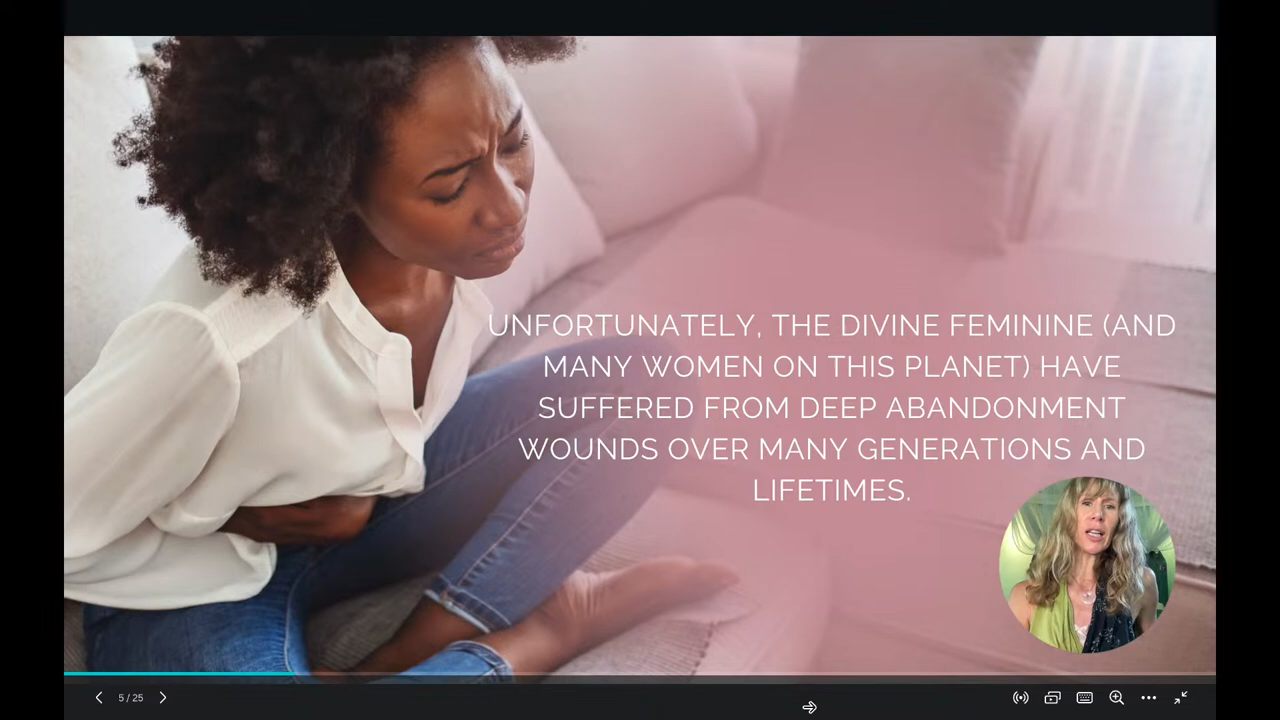 UNFORTUNATELY, THE DIVINE FEMININE (AND
MANY WOMEN ON THIS PLANET) HAVE
SUFFERED FROM DEEP ABANDONMENT
WOUNDS OVER MANY GENERATIONS AND
LIFETIMES.
5 / 25